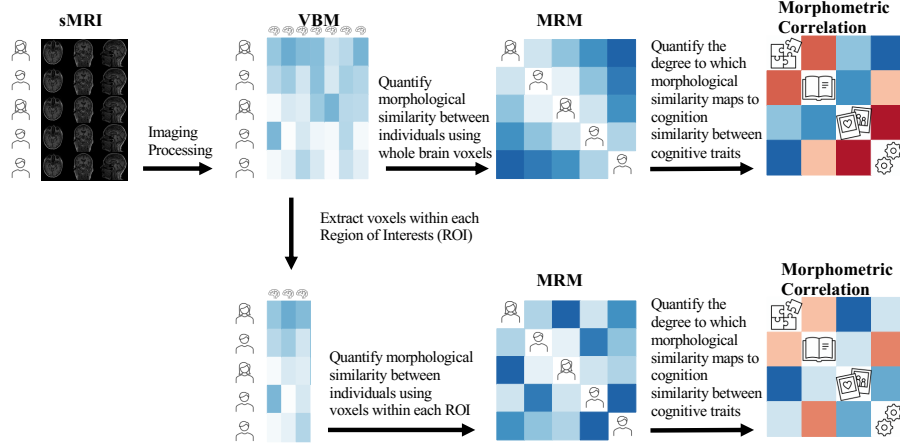 sMRI
VBM
MRM
Morphometric
Correlation
Imaging
Processing
Quantify
morphological
similarity between
individuals using
whole brain voxels
Quantify the
degree to which
morphological
similarity maps to
cognition
similarity between
cognitive traits
Extract voxels within each
Region of Interests (ROI)
MRM
Morphometric
Correlation
Quantify morphological
similarity between
individuals using
voxels within each ROI
Quantify the
degree to which
morphological
similarity maps to
cognition
similarity between
cognitive traits